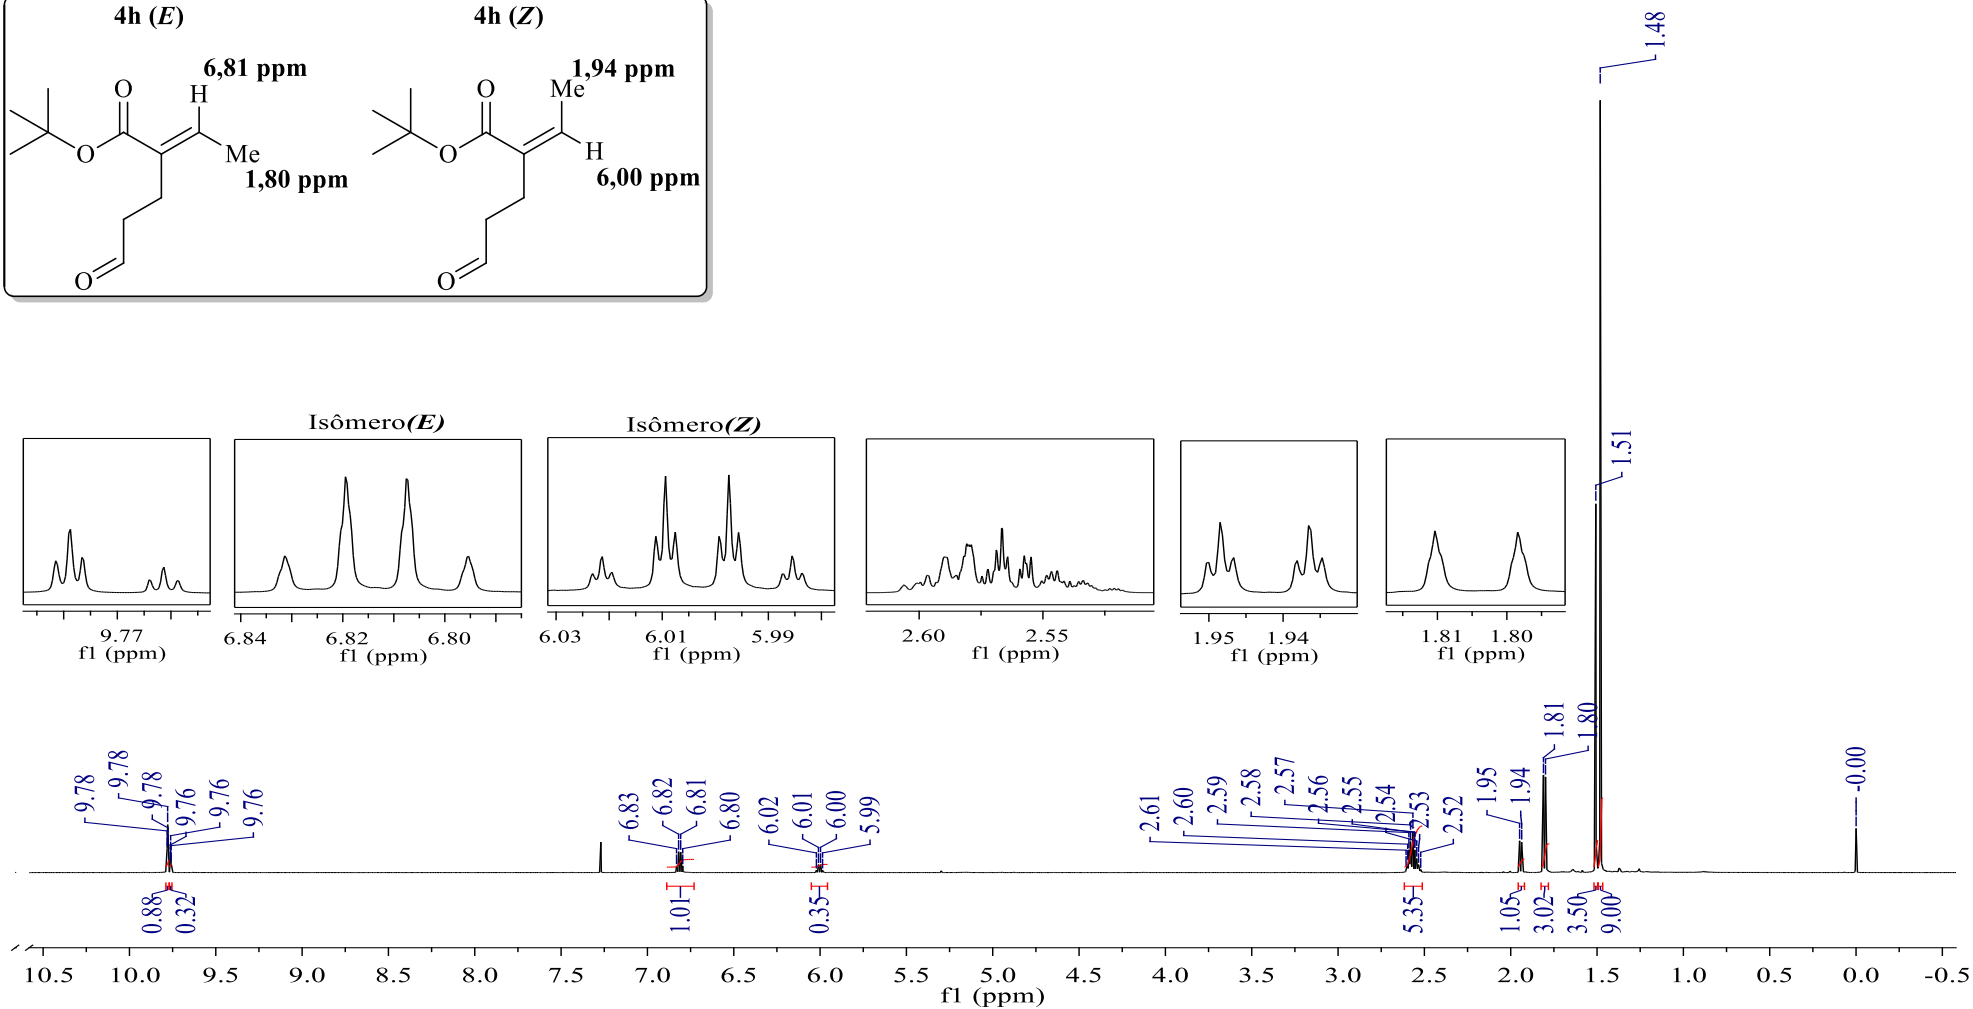 4h (E) 4h (Z)
6,81 ppm 1,94 ppm
O H O Me
O Me O H
1,80 ppm 6,00 ppm
O O
1.48
1.51
Isômero(E) Isômero(Z)
9.77 6.84 6.82 6.80 6.03 6.01 5.99 2.60 2.55 1.95 1.94 1.81 1.80
f1 (ppm) f1 (ppm) f1 (ppm) f1 (ppm) f1 (ppm) f1 (ppm)
9.78 9.78 9.78 9.76 9.76 9.76 6.83 6.82 6.81 6.80 6.02 6.01 6.00 5.99 2.61 2.60 2.59 2.58 2.57 2.56 2.55 2.54 2.53 2.52 1.95 1.94 1.81 1.80 -0.00
0.88 0.32 1.01 0.35 5.35 1.05 3.02 3.50 9.00
10.5 10.0 9.5 9.0 8.5 8.0 7.5 7.0 6.5 6.0 5.5 5.0 4.5 4.0 3.5 3.0 2.5 2.0 1.5 1.0 0.5 0.0 -0.5
f1 (ppm)